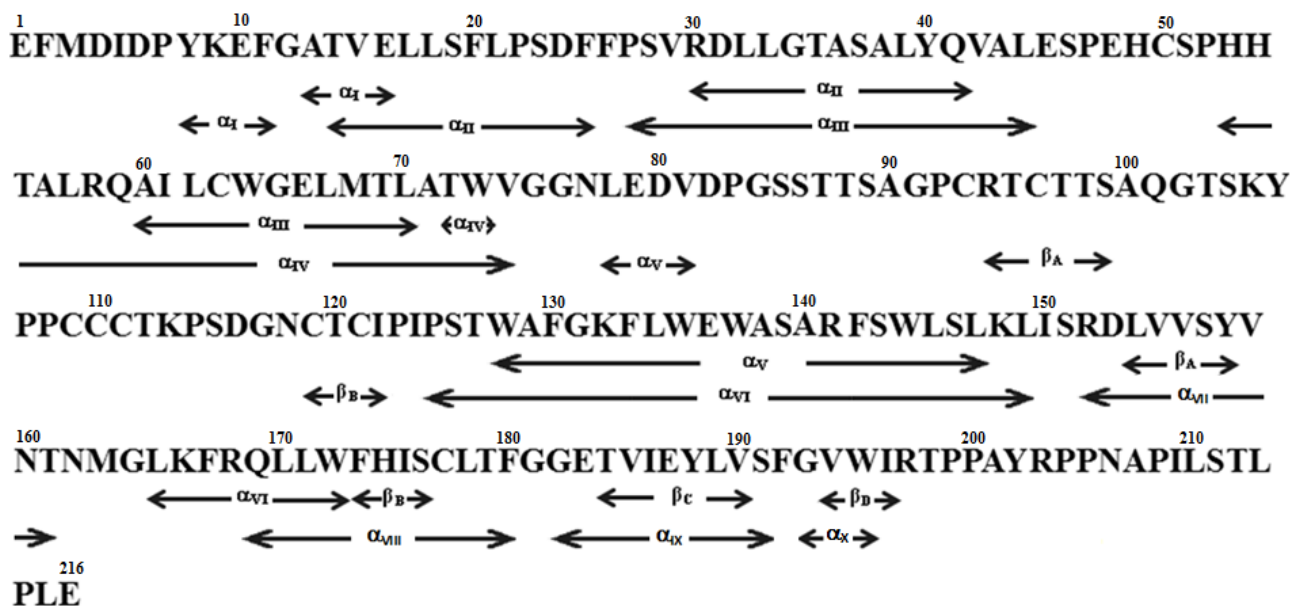 1 10 20 30 40 50
EFMDIDPYKEFGATVELLSFLPSDFFPSVRDLLGTASALYQVALESPEHCSPHH
αI αII
αI αII αIII
60 70 80 90 100
TALRQAI LCWGELMTLATWVGGNLEDVDPGSSTTSAGPCRTCTTSAQGTSKY
αIII αIV
αIV αV βA
110 120 130 140 150
PPCCCTKPSDGNCTCIPIPSTWAFGKFLWEWASARFSWLSLKLISRDLVVSYV
αV βA
βB αVI αVII
160 170 180 190 200 210
NTNMGLKFRQLLWFHISCLTFGGETVIEYLVSFGVWIRTPPAYRPPNAPILSTL
αVI βB βC βD
αVIII αIX αX
216
PLE